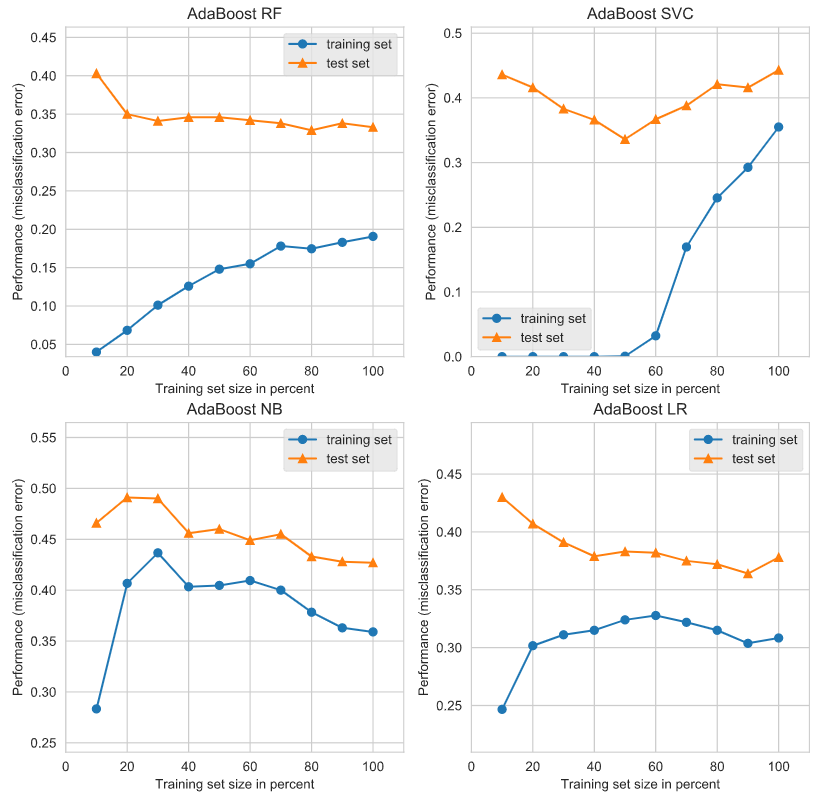 AdaBoost RF
Performance (misclassification error)
0.45
0.40
0.35
0.30
0.25
0.20
0.15
0.10
0.05
training set
test set
0 20 40 60 80 100
Training set size in percent
AdaBoost SVC
Performance (misclassification error)
0.5
0.4
0.3
0.2
0.1
0.0
training set
test set
0 20 40 60 80 100
Training set size in percent
AdaBoost NB
Performance (misclassification error)
0.55
0.50
0.45
0.40
0.35
0.30
0.25
training set
test set
0 20 40 60 80 100
Training set size in percent
AdaBoost LR
Performance (misclassification error)
0.45
0.40
0.35
0.30
0.25
training set
test set
0 20 40 60 80 100
Training set size in percent